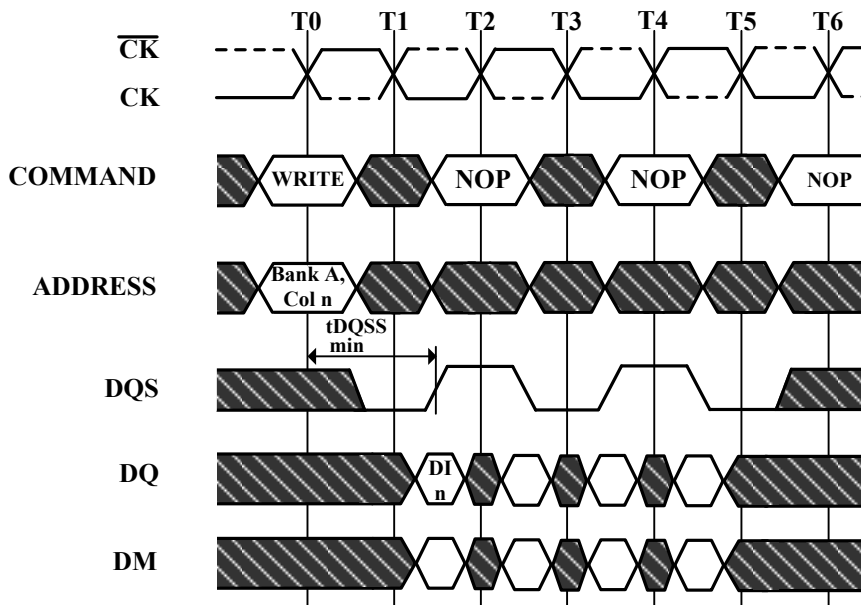 T0 T1 T2 T3 T4 T5 T6
CK
CK
COMMAND WRITE NOP NOP NOP
ADDRESS Bank A,
Col n
tDQSS
min
DQS
DQ DI
n
DM